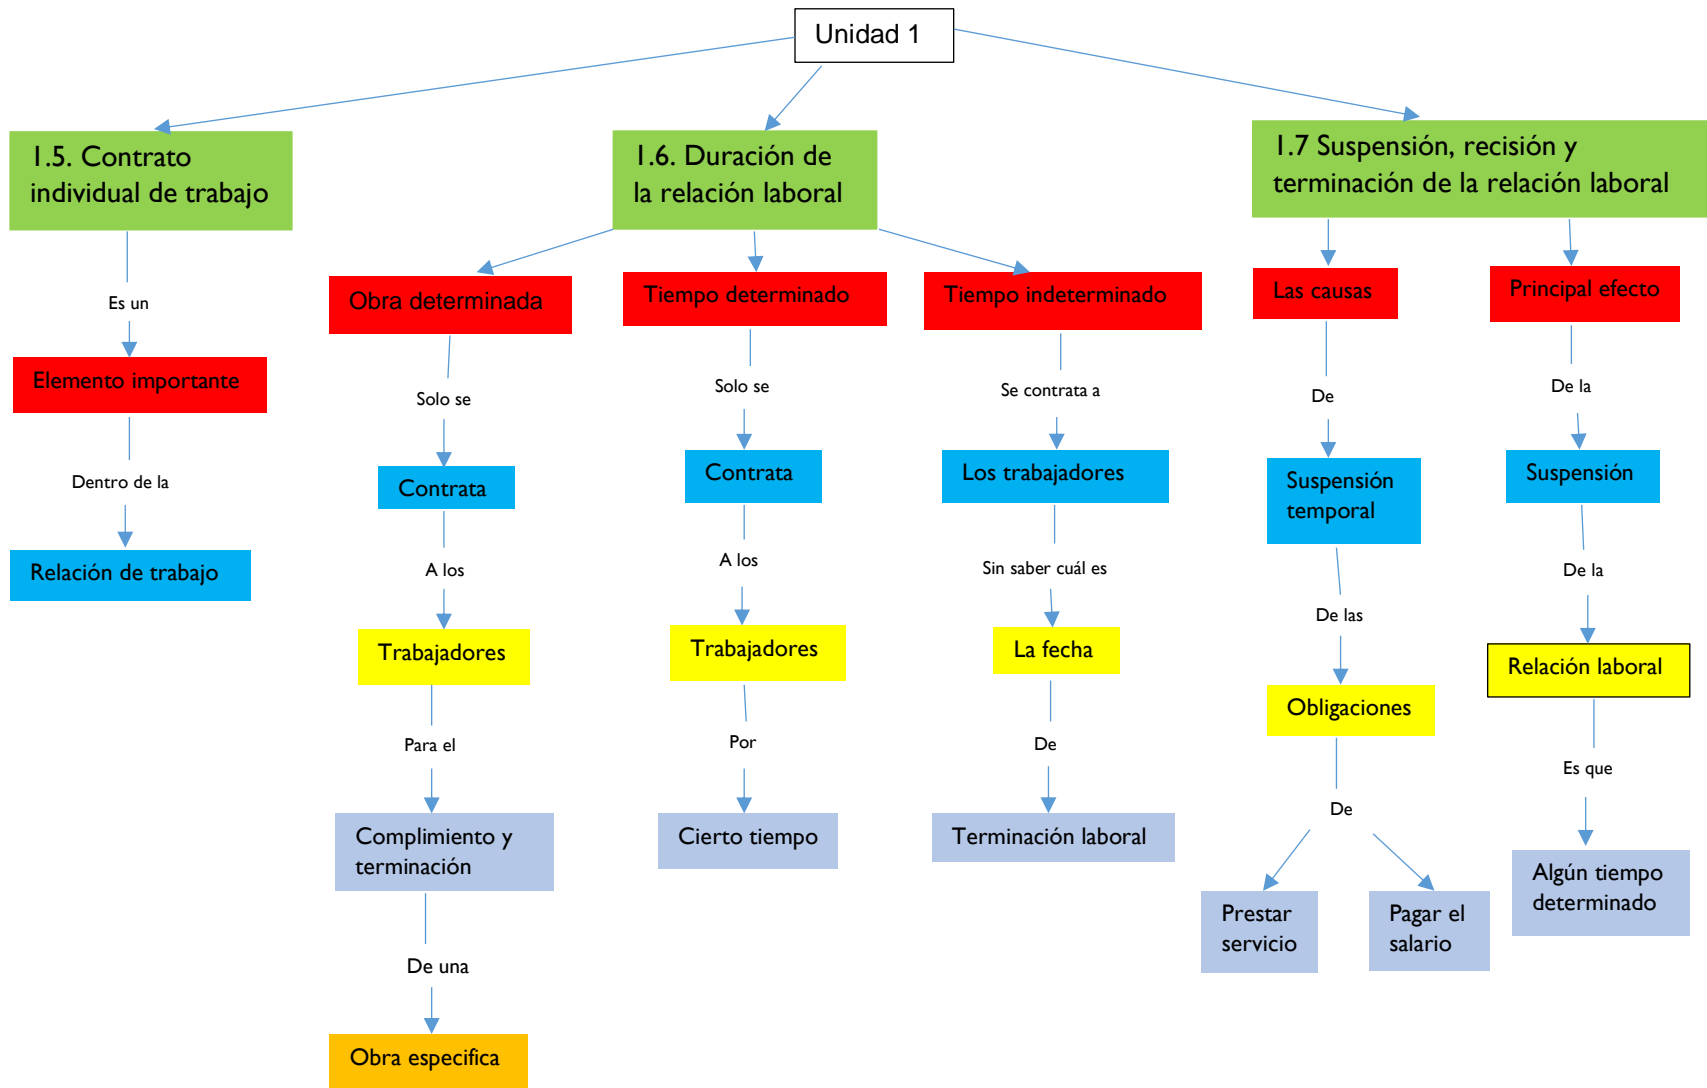 Unidad 1
1.5. Contrato
individual de trabajo
Es un
Elemento importante
Dentro de la
Relación de trabajo
1.6. Duración de
la relación laboral
Obra determinada
Solo se
Contrata
A los
Trabajadores
Para el
Complimiento y
terminación
De una
Obra especifica
Tiempo determinado
Solo se
Contrata
A los
Trabajadores
Por
Cierto tiempo
Tiempo indeterminado
Se contrata a
Los trabajadores
Sin saber cuál es
La fecha
De
Terminación laboral
1.7 Suspensión, recisión y
terminación de la relación laboral
Las causas
De
Suspensión
temporal
De las
Obligaciones
De
Prestar
servicio
Pagar el
salario
Principal efecto
De la
Suspensión
De la
Relación laboral
Es que
Algún tiempo
determinado